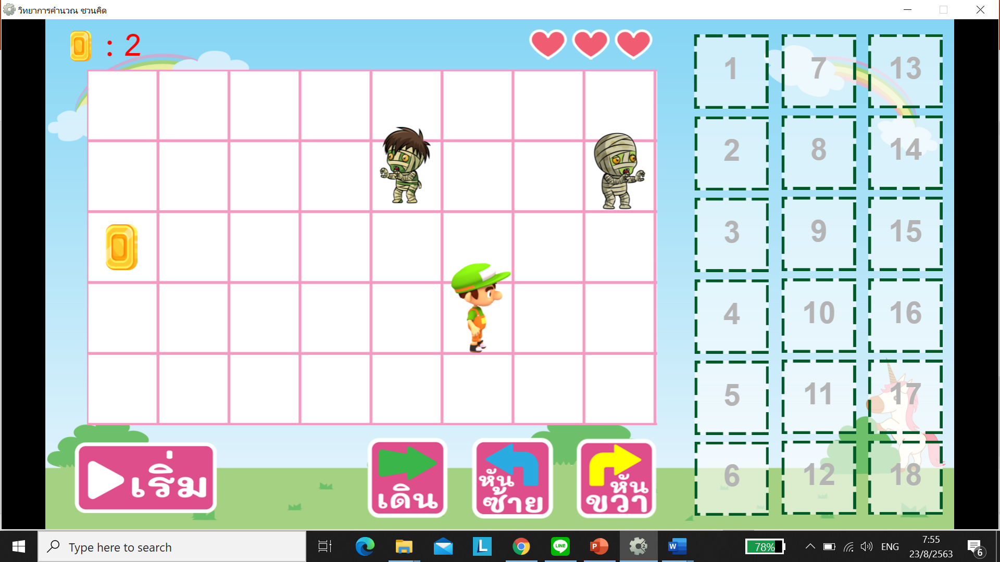 วิทยาการคำนวณ ชวนคิด
: 2
1 7 13
2 8 14
3 9 15
4 10 16
5 11 17
6 12 18
เริ่ม
เดิน
หัน
ซ้าย
หัน
ขวา
Type here to search
L
LINE
P
2
W
78%
ENG
7:55
23/8/2563
6